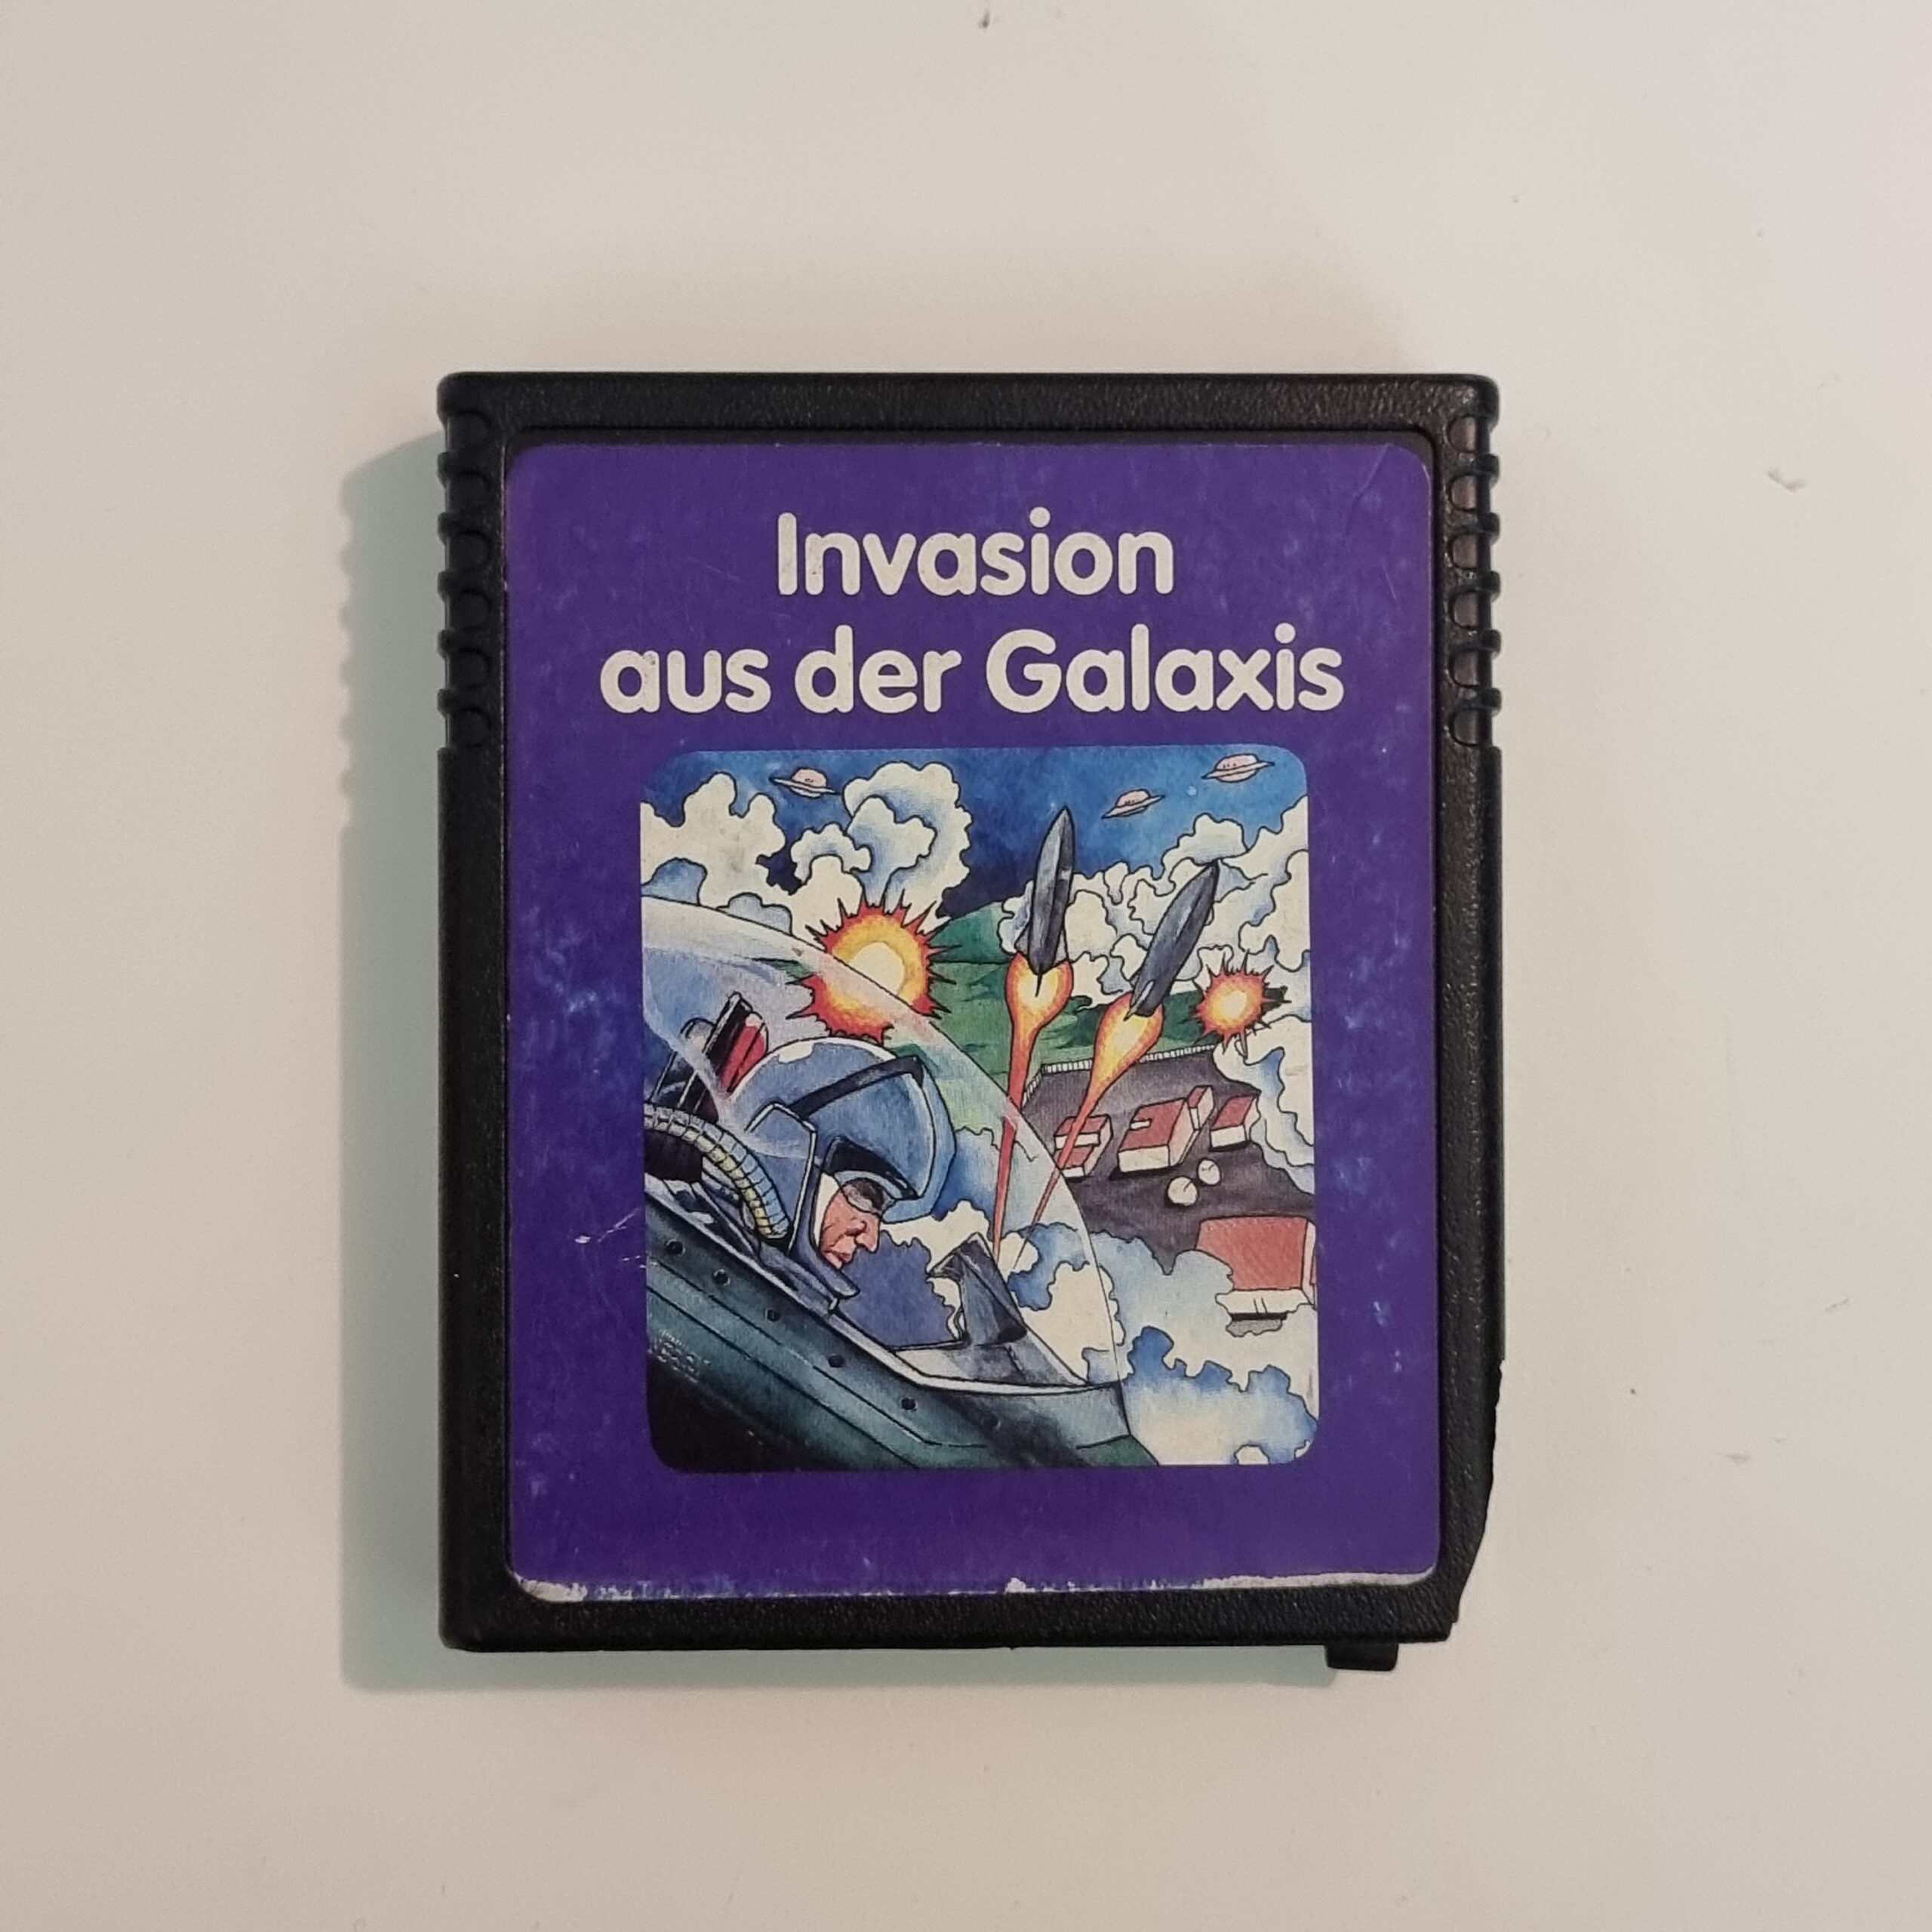 Invasion
aus der Galaxis